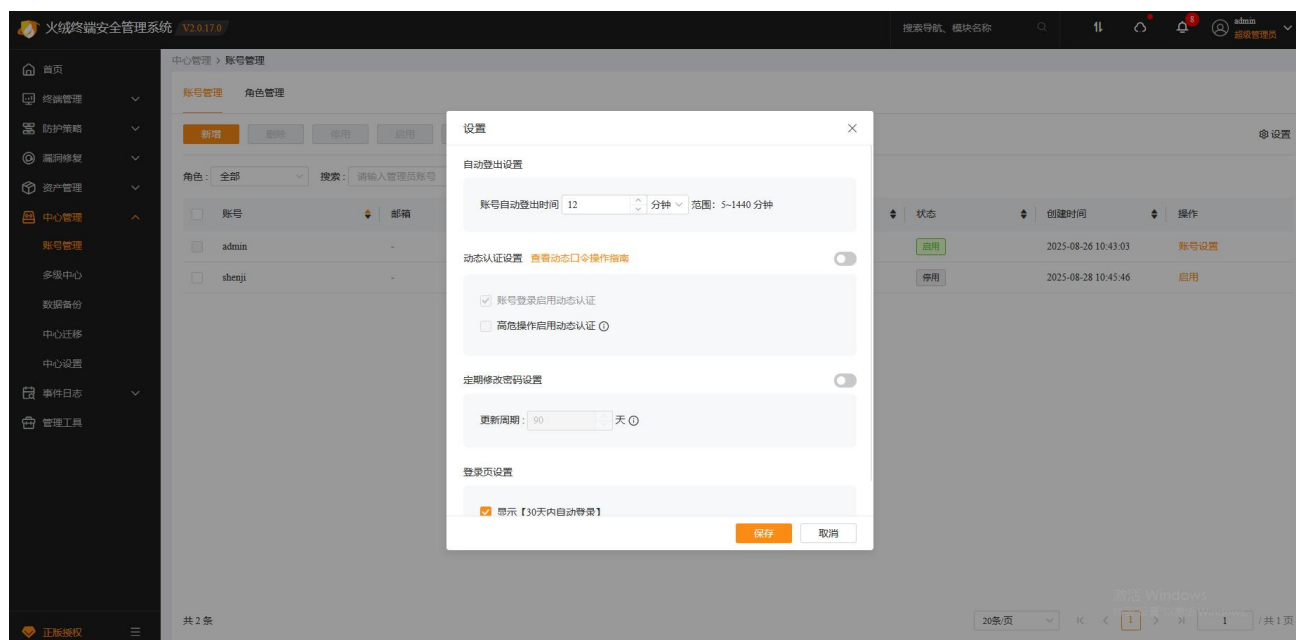 火绒终端安全管理系统 V2.0.17.0 搜索导航、模块名称 8 admin
超级管理员
首页
终端管理
防护策略
漏洞修复
资产管理
中心管理
账号管理
多级中心
数据备份
中心迁移
中心设置
事件日志
管理工具
正版授权
中心管理 > 账号管理
账号管理 角色管理
新增 删除 停用 启用 设置
角色: 全部 搜索: 请输入管理员账号
账号 邮箱 状态 创建时间 操作
admin - 启用 2025-08-26 10:43:03 账号设置
shenji - 停用 2025-08-28 10:45:46 启用
设置
自动登出设置
账号自动登出时间 12 分钟 范围: 5~1440 分钟
动态认证设置 查看动态口令操作指南
账号登录启用动态认证
高危操作启用动态认证
定期修改密码设置
更新周期: 90 天
登录页设置
显示【30天内自动登录】
保存 取消
激活 Windows
共 2 条 20条/页 1 1 / 共 1 页